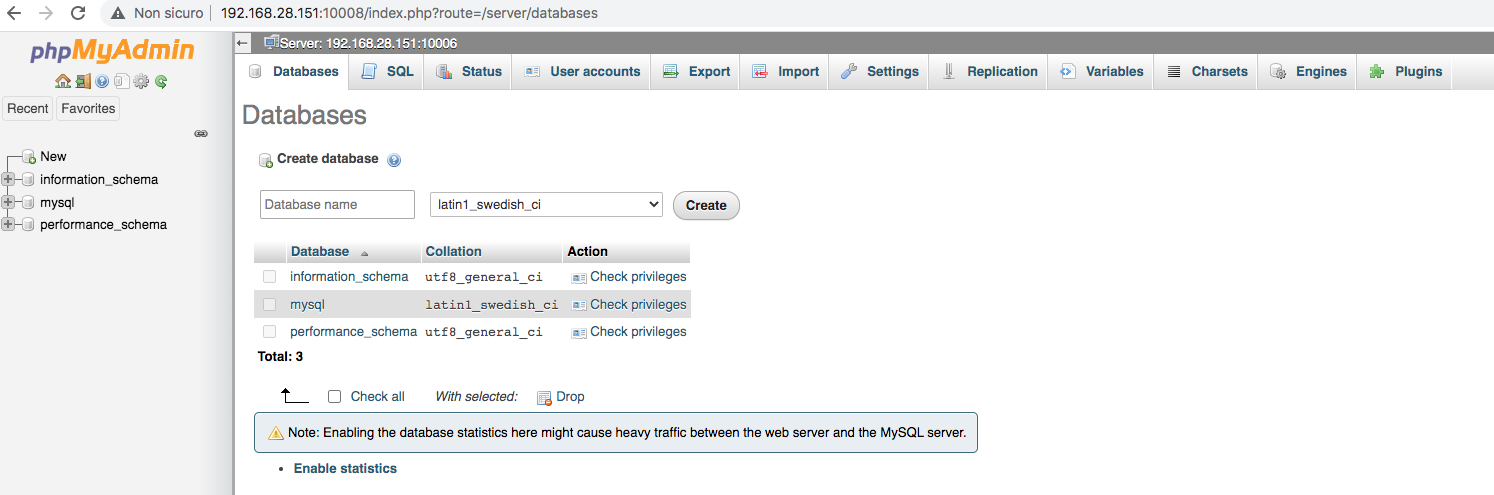 Non sicuro 192.168.28.151:10008/index.php?route=/server/databases
phpMyAdmin
Recent Favorites
New
information_schema
mysql
performance_schema
Server: 192.168.28.151:10006
Databases SQL Status User accounts Export Import Settings Replication Variables Charsets Engines Plugins
Databases
Create database
Database name latin1_swedish_ci Create
Database Collation Action
information_schema utf8_general_ci Check privileges
mysql latin1_swedish_ci Check privileges
performance_schema utf8_general_ci Check privileges
Total: 3
Check all With selected: Drop
Note: Enabling the database statistics here might cause heavy traffic between the web server and the MySQL server.
Enable statistics